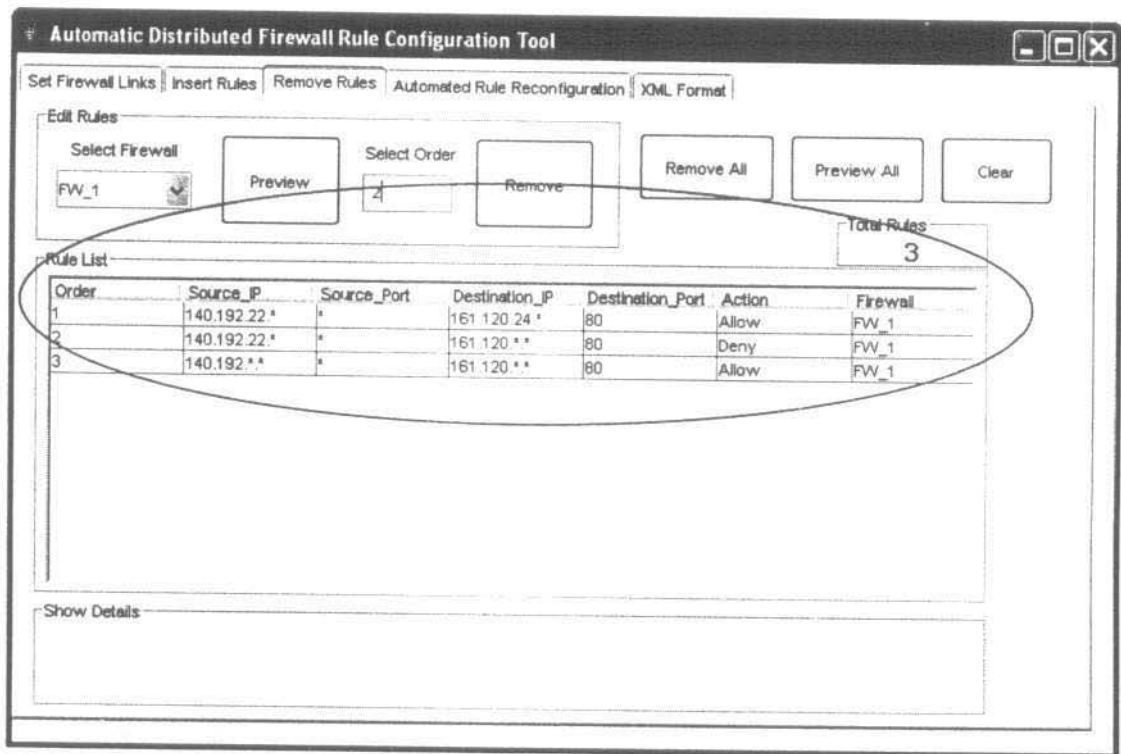 Automatic Distributed Firewall Rule Configuration Tool
Set Firewall Links Insert Rules Remove Rules Automated Rule Reconfiguration XML Format
Edit Rules
Select Firewall
FW_1
Preview
Select Order
2
Remove
Remove All
Preview All
Clear
Total Rules
3
Rule List
Order Source_IP Source_Port Destination_IP Destination_Port Action Firewall
1 140.192.22.* * 161.120.24.* 80 Allow FW_1
2 140.192.22.* * 161.120.*.* 80 Deny FW_1
3 140.192.*.* * 161.120.*.* 80 Allow FW_1
Show Details